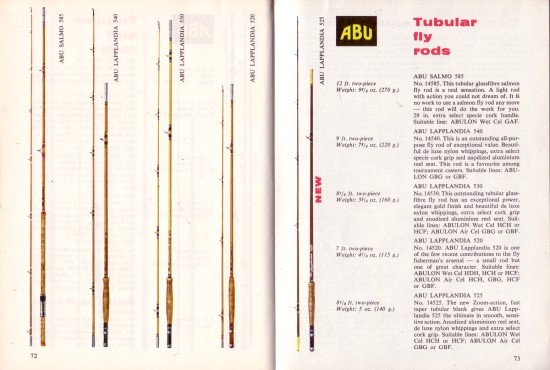 ABU SALMO 585
ABU LAPPLANDIA 540
ABU LAPPLANDIA 530
ABU LAPPLANDIA 520
72
ABU LAPPLANDIA 525
NEW
ABU
Tubular
fly
rods
12 ft. two-piece
Weight: 9½ oz. (270 g.)
ABU SALMO 585
No. 14585. This tubular glassfibre salmon
fly rod is a real sensation. A light rod
with action you could not dream of. It is
no work to use a salmon fly rod any more
— this rod will do the work for you.
29 in. extra select specie cork handle.
Suitable line: ABULON Wet Cel GAF.
9 ft. two-piece
Weight: oz. (220 g.)
ABU LAPPLANDIA 540
No. 14540. This is an outstanding all-pur-
pose fly rod of exceptional value. Beauti-
ful de luxe nylon whippings, extra select
specie cork grip and anodized aluminium
reel seat. This rod is a favourite among
tournament casters. Suitable lines: ABU-
LON GBG or GBF.
ft. two-piece
Weight: oz. (160 g.)
ABU LAPPLANDIA 530
No. 14530. This outstanding tubular glass-
fibre fly rod has an exceptional power,
elegant gold finish and beautiful de luxe
nylon whippings, extra select cork grip
and anodized aluminium reel seat. Suit-
able lines: ABULON Wet Cel HCH or
HCF; ABULON Air Cel GBG or GBF.
7 ft. two-piece
Weight: oz. (115 g.)
ABU LAPPLANDIA 520
No. 14520. ABU Lapplandia 520 is one
of the few recent contributions to the fly
fisherman's arsenal — a small rod but
one of great character. Suitable lines:
ABULON Wet Cel HDH, HCH or HCF;
ABULON Air Cel HCH, GBG, HCF
or GBF.
ft. two-piece
Weight: 5 oz. (140 g.)
ABU LAPPLANDIA 525
No. 14525. The new Zoom-action, fast
taper tubular blank gives ABU Lapp-
landia 525 the ultimate in smooth, sensi-
tive action. Anodized aluminium reel seat,
de luxe nylon whippings and extra select
cork grip. Suitable lines: ABULON Wet
Cel HCH or HCF; ABULON Air Cel
GBG or GBF.
73